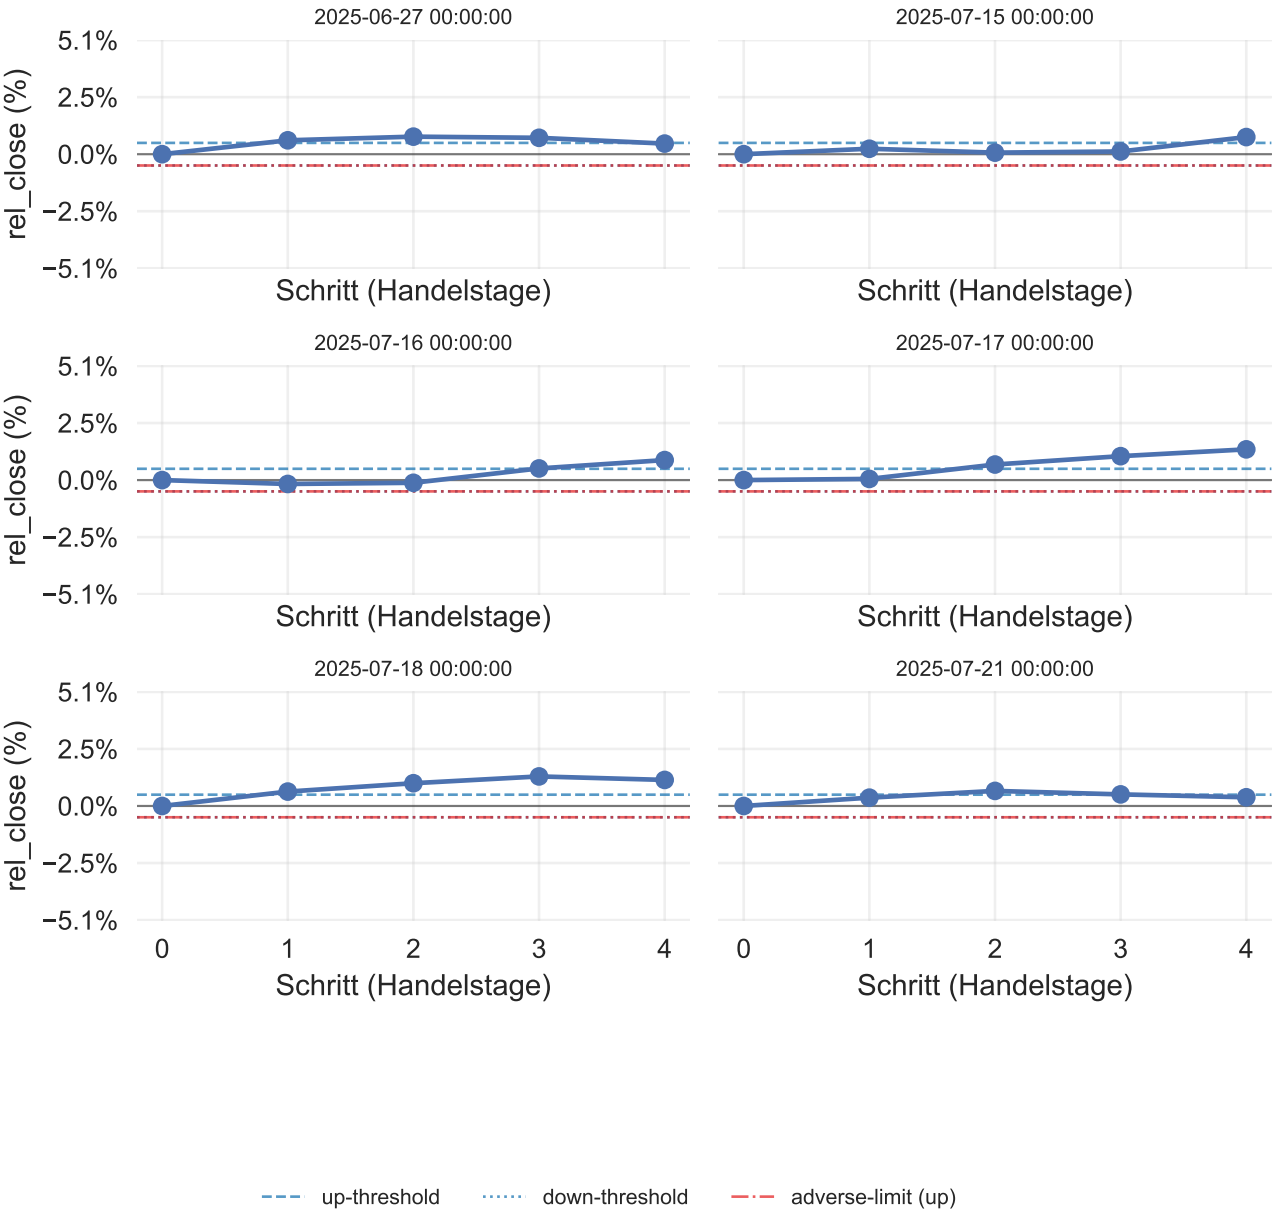 2025-06-27 00:00:00
2025-07-15 00:00:00
5.1%
2.5%
0.0%
−2.5%
−5.1%
rel_close (%)
Schritt (Handelstage)
Schritt (Handelstage)
2025-07-16 00:00:00
2025-07-17 00:00:00
5.1%
2.5%
0.0%
−2.5%
−5.1%
rel_close (%)
Schritt (Handelstage)
Schritt (Handelstage)
2025-07-18 00:00:00
2025-07-21 00:00:00
5.1%
2.5%
0.0%
−2.5%
−5.1%
rel_close (%)
0 1 2 3 4
0 1 2 3 4
Schritt (Handelstage)
Schritt (Handelstage)
up-threshold down-threshold adverse-limit (up)